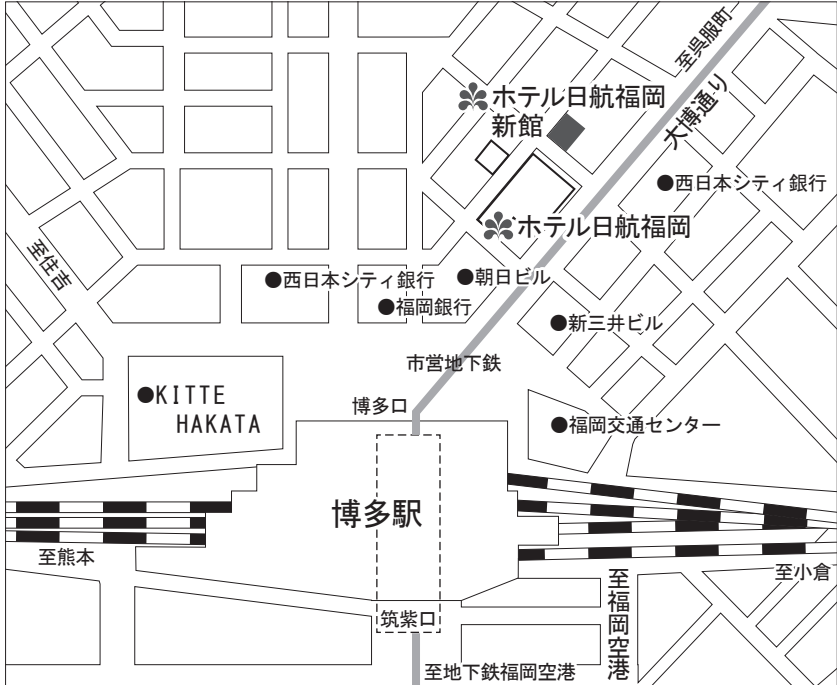 至呉服町
大博通り
ホテル日航福岡
新館
西日本シティ銀行
ホテル日航福岡
至住吉
西日本シティ銀行
朝日ビル
福岡銀行
新三井ビル
市営地下鉄
KITTE
HAKATA
博多口
福岡交通センター
博多駅
至熊本
至小倉
至福岡空港
筑紫口
至地下鉄福岡空港